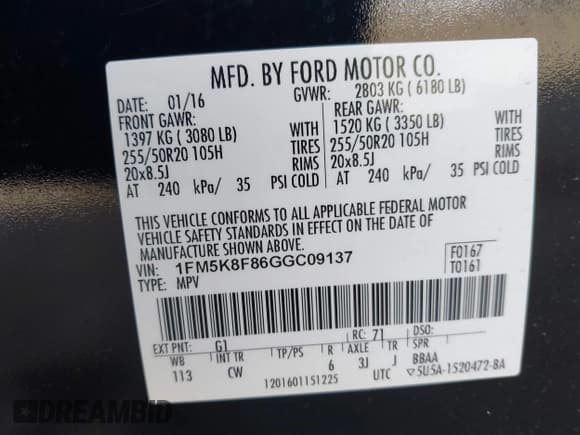 MFD. BY FORD MOTOR CO.
DATE: 01/16 GVWR: 2803 KG ( 6180 LB)
FRONT GAWR: REAR GAWR:
1397 KG ( 3080 LB) WITH 1520 KG ( 3350 LB) WITH
255/50R20 105H TIRES 255/50R20 105H TIRES
20x8.5J RIMS 20x8.5J RIMS
AT 240 kPa/ 35 PSI COLD AT 240 kPa/ 35 PSI COLD
THIS VEHICLE CONFORMS TO ALL APPLICABLE FEDERAL MOTOR
VEHICLE SAFETY STANDARDS IN EFFECT ON THE DATE OF
MANUFACTURE SHOWN ABOVE.
VIN: 1FM5K8F86GGC09137 F0167
TYPE: MPV T0161
EXT PNT: G1 RC: 71 DSO:
WB INT TR TP/PS R AXLE TR SPR
113 CW 6 3J J BBAA
1201601151225 UTC ▽5U5A-1520472-BA
DREAMBID